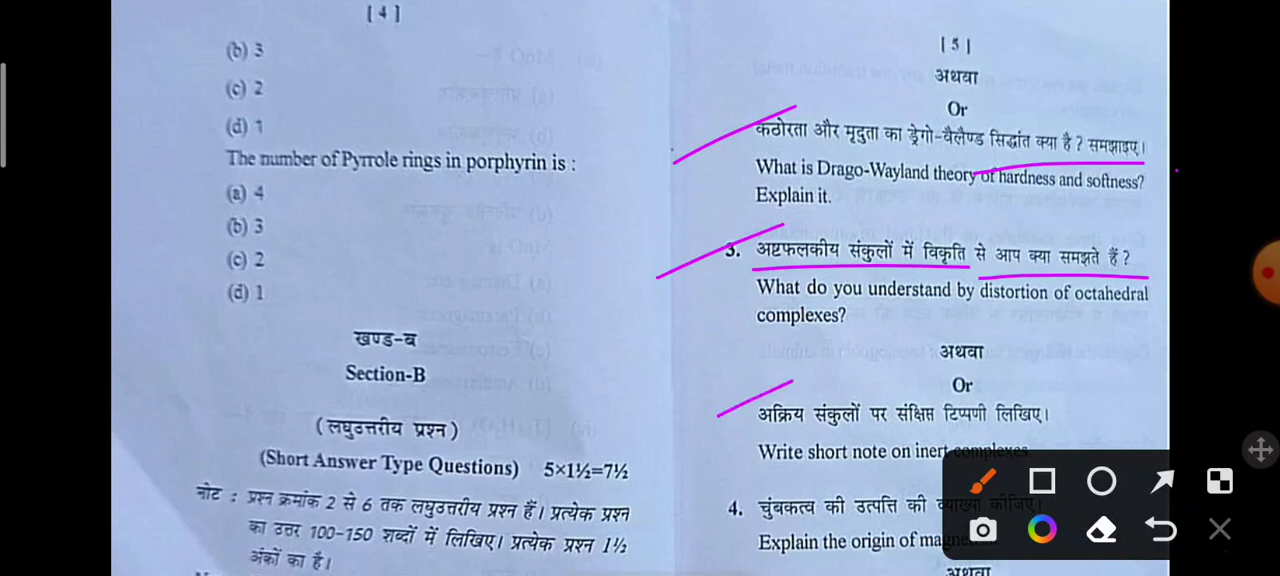 [ 4 ]
(b) 3
(c) 2
(d) 1
The number of Pyrrole rings in porphyrin is :
(a) 4
(b) 3
(c) 2
(d) 1
खण्ड-ब
Section-B
(लघुउत्तरीय प्रश्न)
(Short Answer Type Questions) 5×1½=7½
नोट : प्रश्न क्रमांक 2 से 6 तक लघुउत्तरीय प्रश्न हैं। प्रत्येक प्रश्न
का उत्तर 100-150 शब्दों में लिखिए। प्रत्येक प्रश्न 1½
अंकों का है।
[ 5 ]
अथवा
Or
कठोरता और मृदुता का ड्रेगो-वैलैण्ड सिद्धांत क्या है ? समझाइए।
What is Drago-Wayland theory of hardness and softness?
Explain it.
3. अष्टफलकीय संकुलों में विकृति से आप क्या समझते हैं ?
What do you understand by distortion of octahedral
complexes?
अथवा
Or
अक्रिय संकुलों पर संक्षिप्त टिप्पणी लिखिए।
Write short note on inert complexes.
4. चुंबकत्व की उत्पत्ति की व्याख्या कीजिए।
Explain the origin of
अथवा